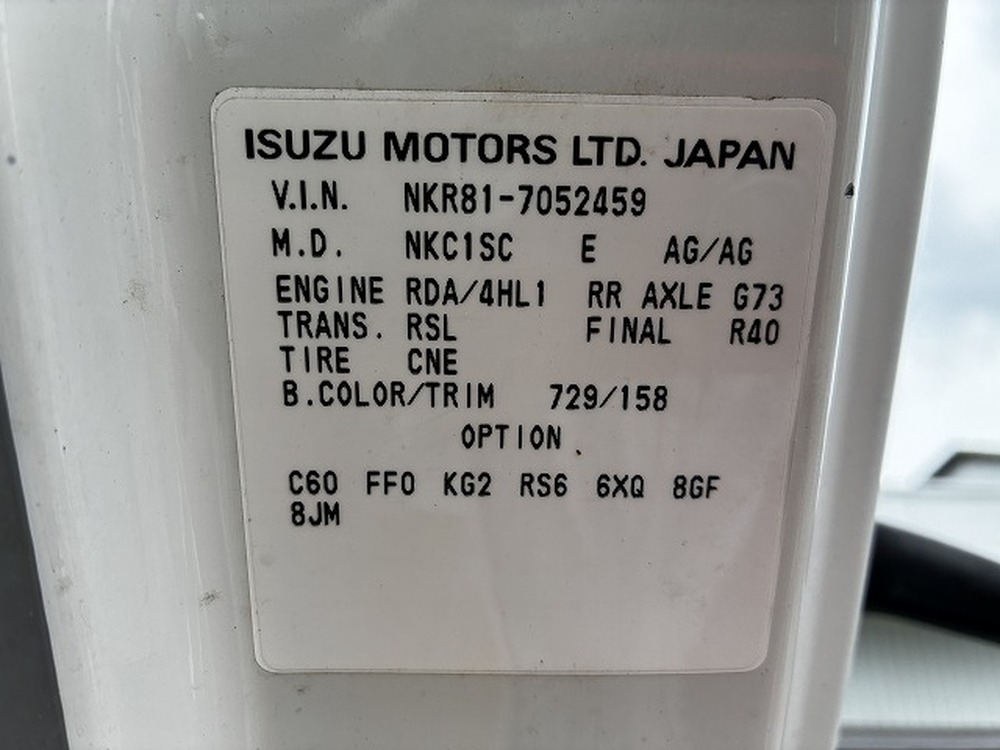 ISUZU MOTORS LTD. JAPAN
V.I.N. NKR81-7052459
M.D. NKC1SC E AG/AG
ENGINE RDA/4HL1 RR AXLE G73
TRANS. RSL FINAL R40
TIRE CNE
B.COLOR/TRIM 729/158
OPTION
C60 FF0 KG2 RS6 6XQ 8GF
8JM